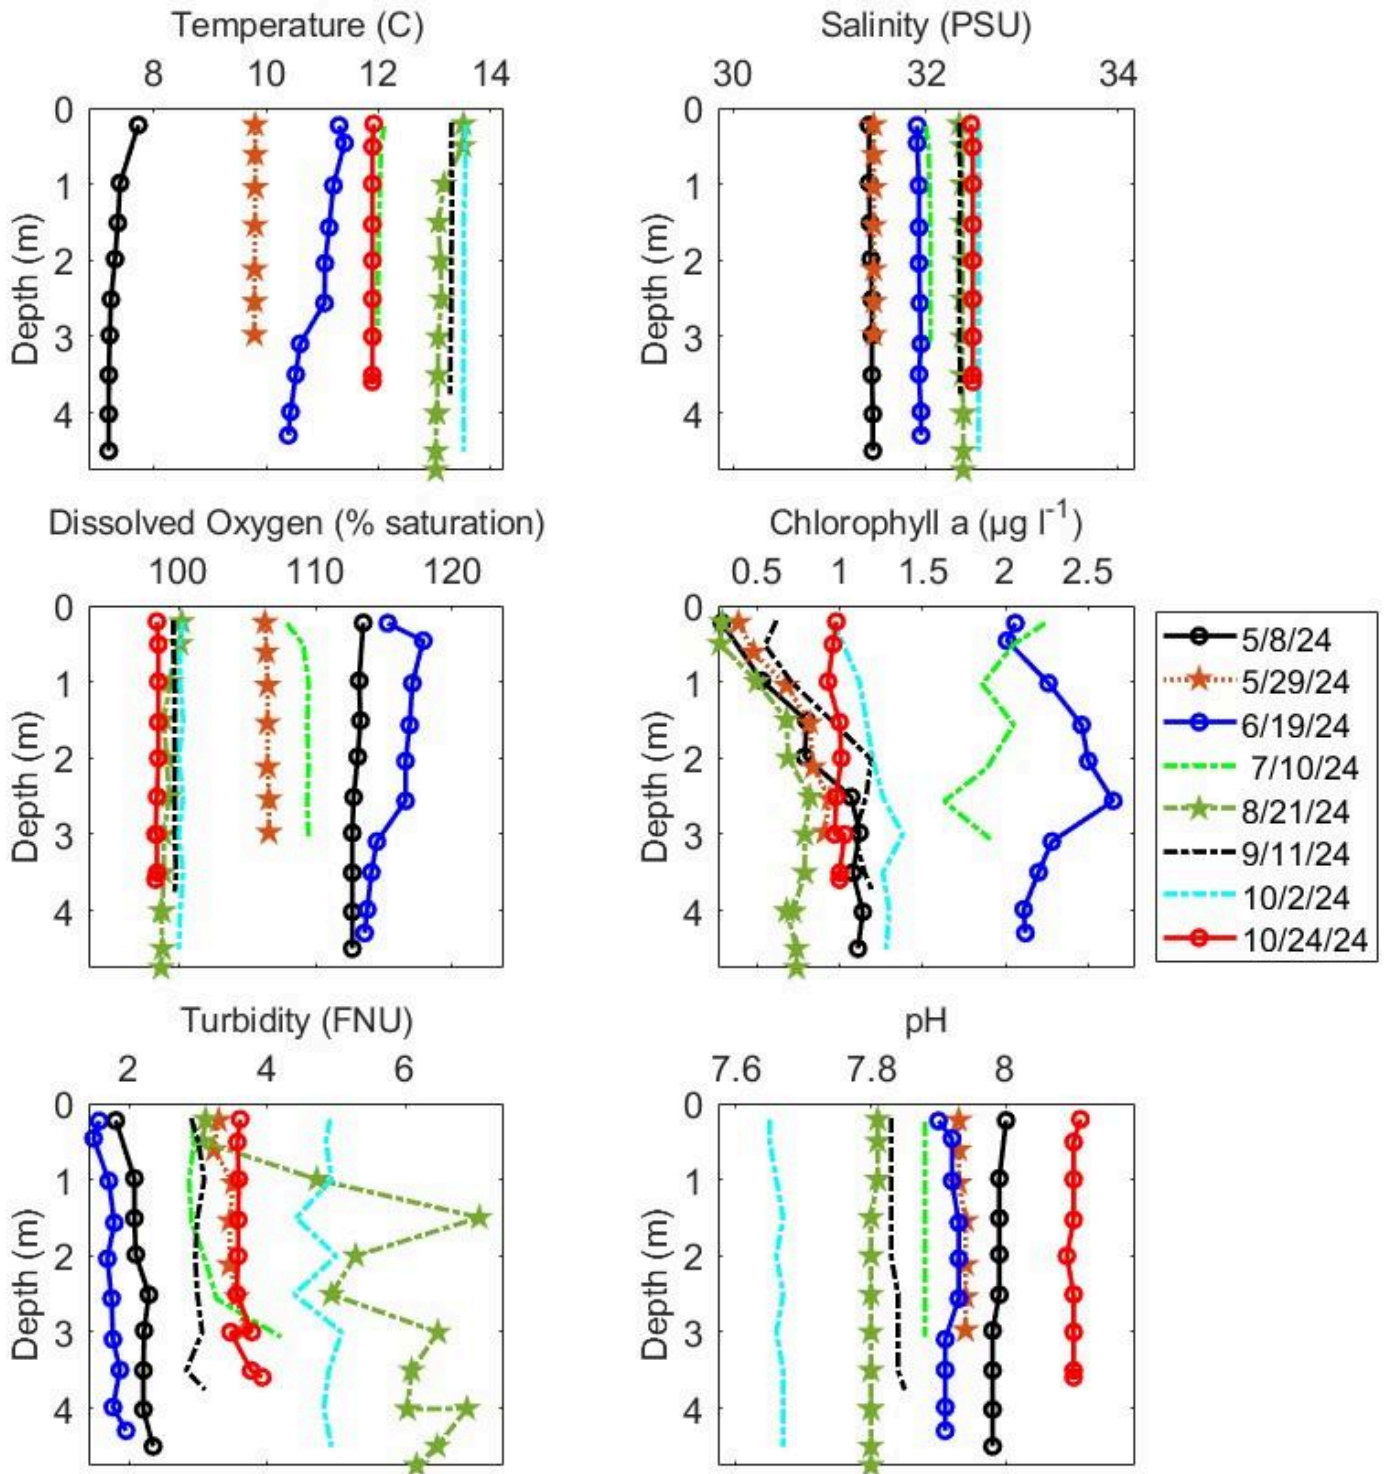 Temperature (C)
8 10 12 14
0
1
2
3
4
Depth (m)
Salinity (PSU)
30 32 34
0
1
2
3
4
Depth (m)
Dissolved Oxygen (% saturation)
100 110 120
0
1
2
3
4
Depth (m)
Chlorophyll a (µg l-1)
0.5 1 1.5 2 2.5
0
1
2
3
4
Depth (m)
5/8/24
5/29/24
6/19/24
7/10/24
8/21/24
9/11/24
10/2/24
10/24/24
Turbidity (FNU)
2 4 6
0
1
2
3
4
Depth (m)
pH
7.6 7.8 8
0
1
2
3
4
Depth (m)